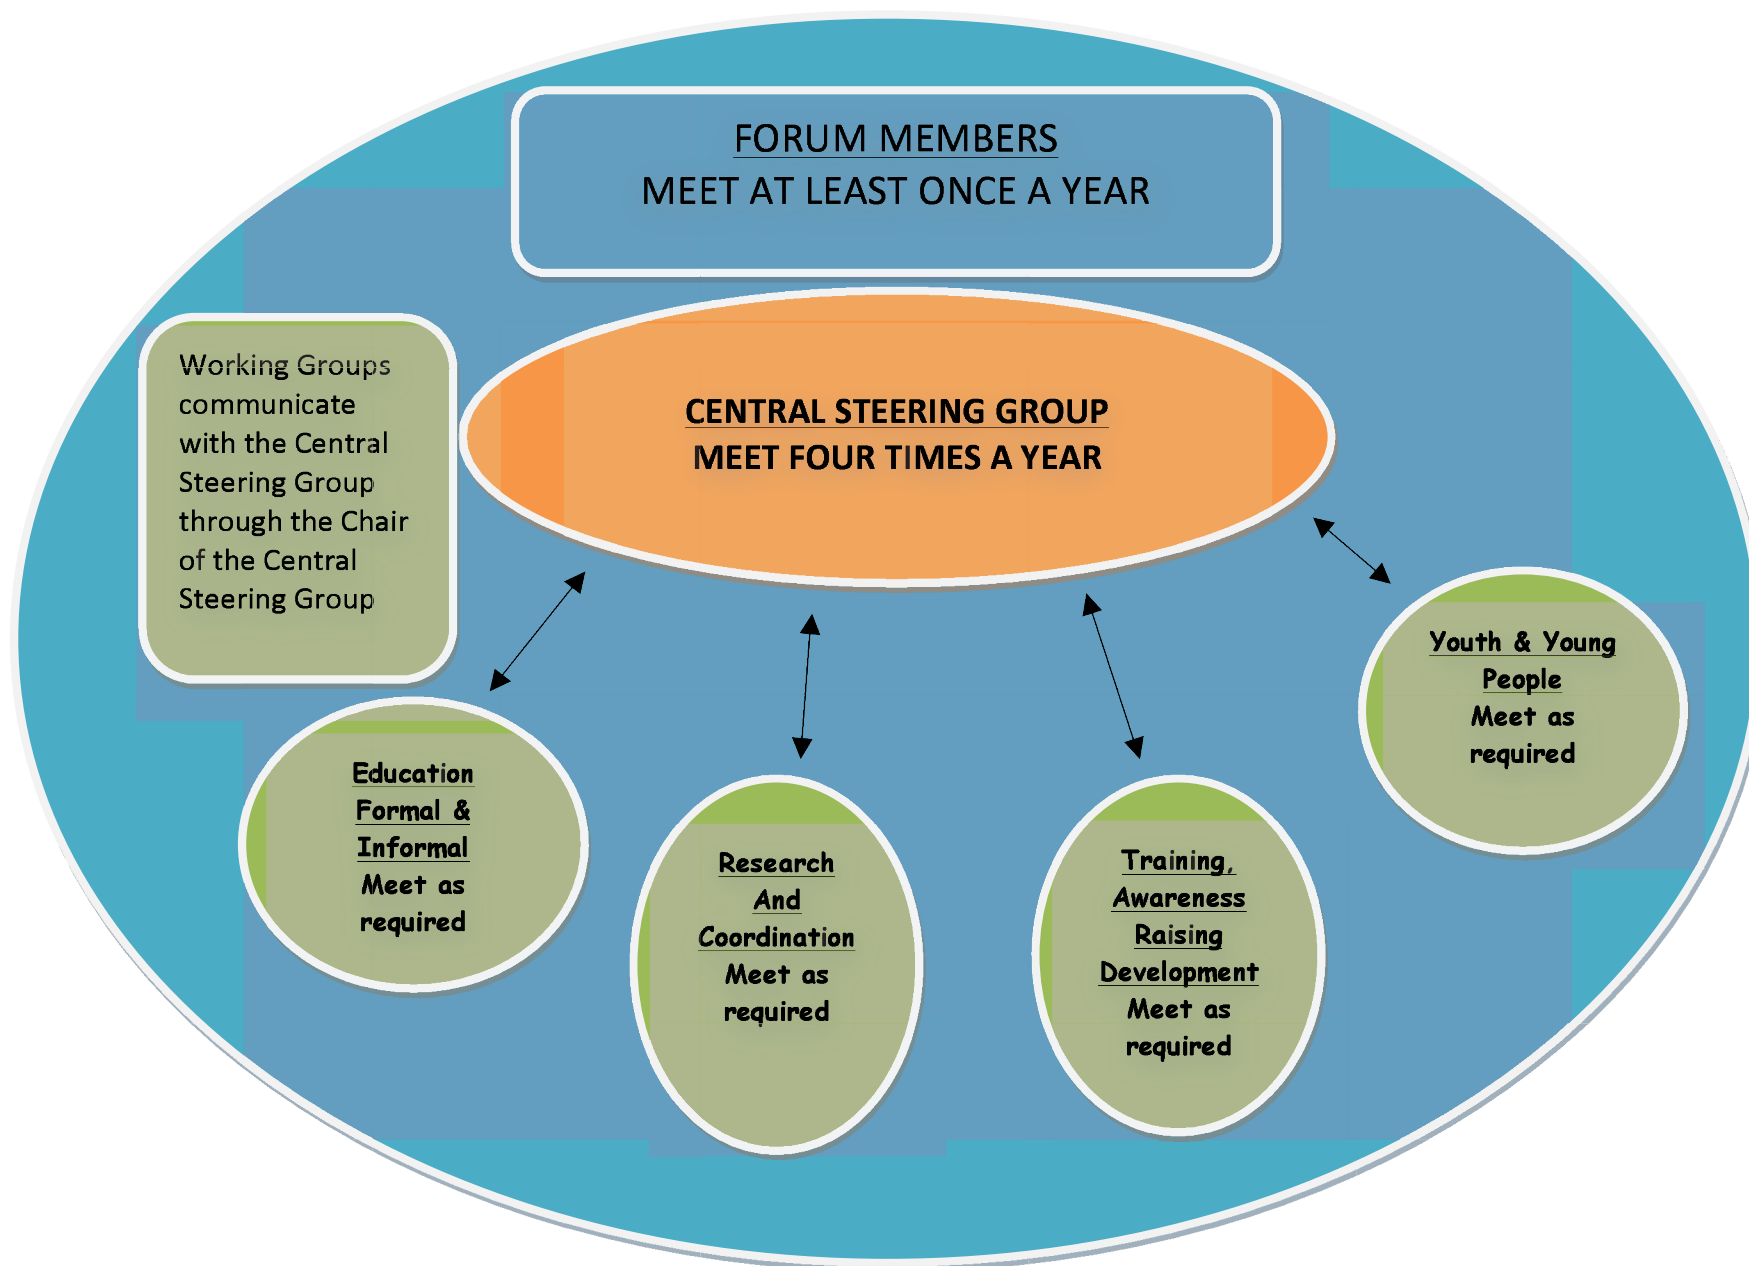 FORUM MEMBERS
MEET AT LEAST ONCE A YEAR
CENTRAL STEERING GROUP
MEET FOUR TIMES A YEAR
Working Groups
communicate
with the Central
Steering Group
through the Chair
of the Central
Steering Group
Education
Formal &
Informal
Meet as
required
Research
And
Coordination
Meet as
required
Training,
Awareness
Raising
Development
Meet as
required
Youth & Young
People
Meet as
required